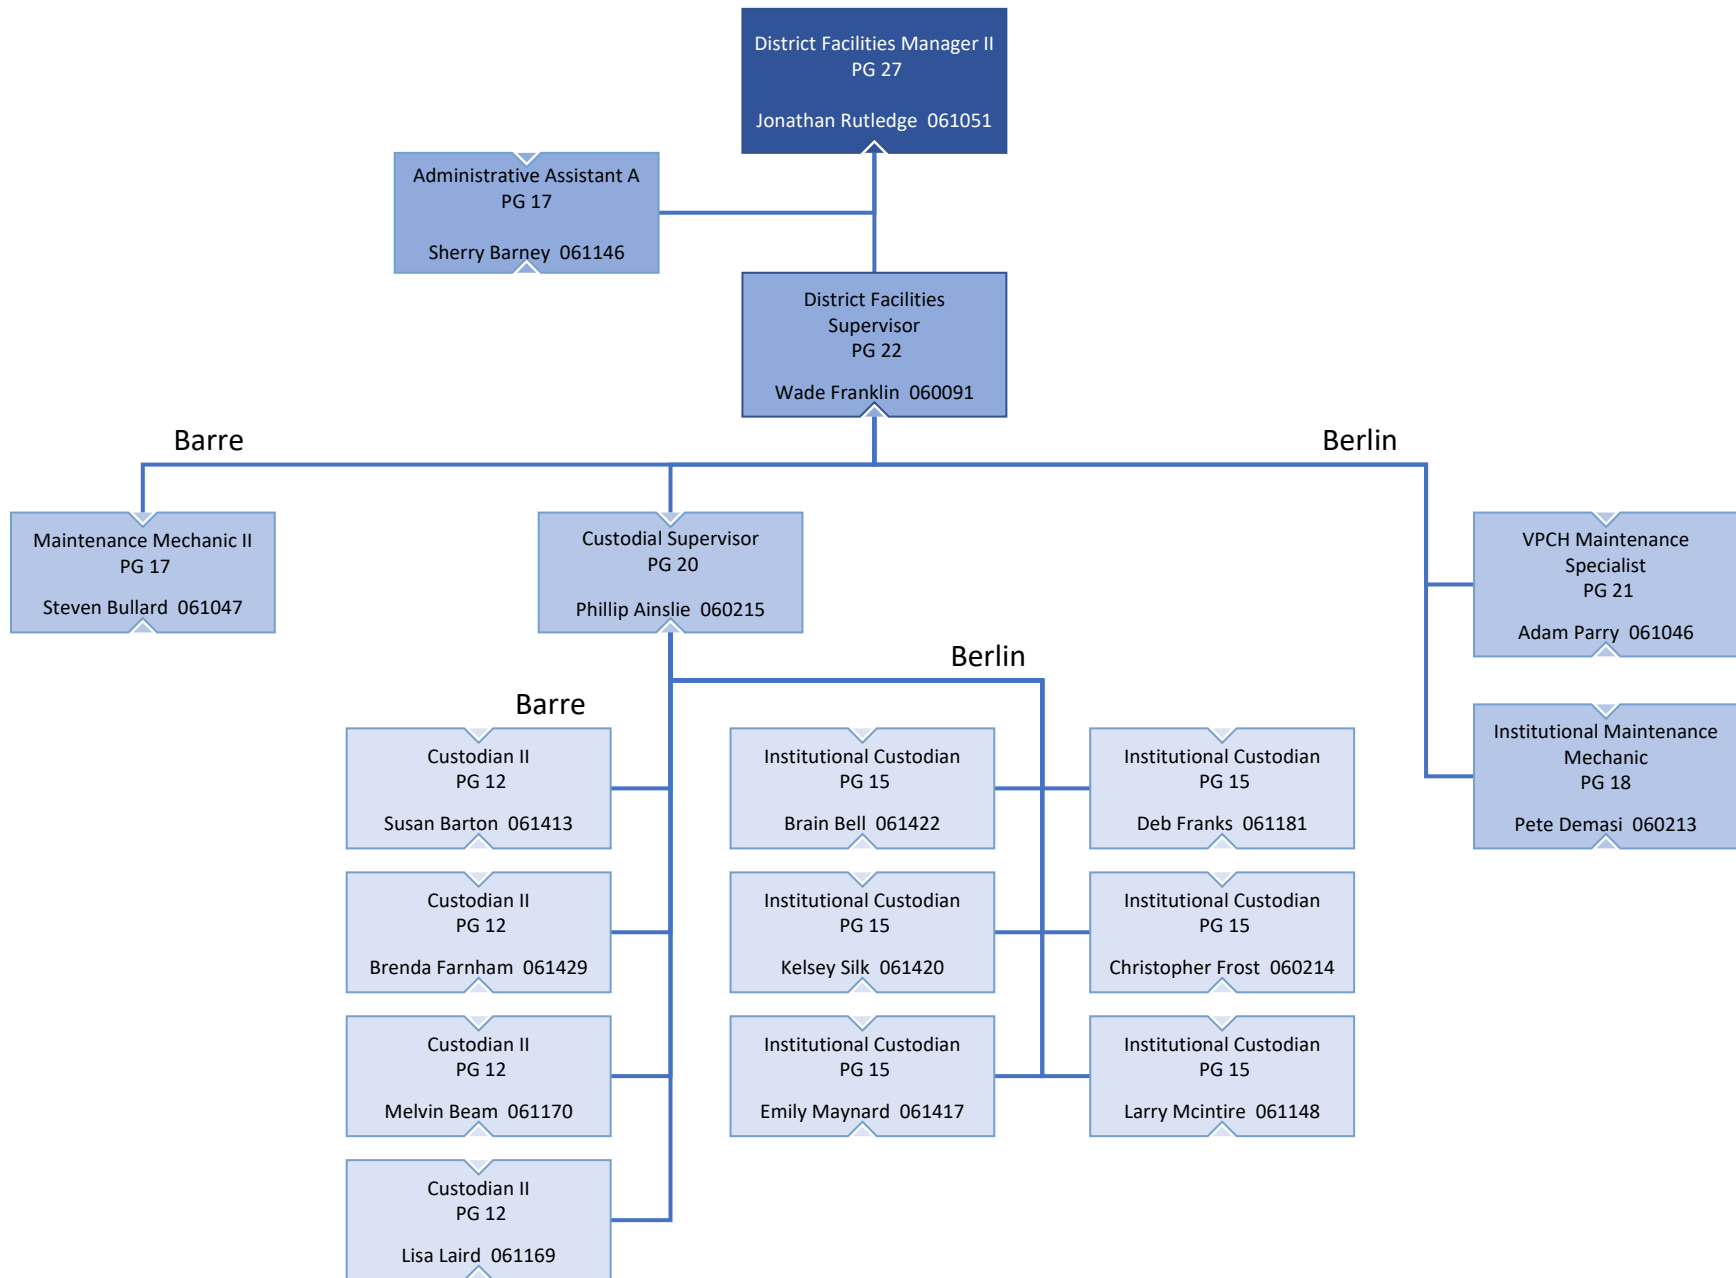 District Facilities Manager II
PG 27
Jonathan Rutledge  061051
Administrative Assistant A
PG 17
Sherry Barney  061146
District Facilities
Supervisor
PG 22
Wade Franklin  060091
Barre
Berlin
Maintenance Mechanic II
PG 17
Steven Bullard  061047
Custodial Supervisor
PG 20
Phillip Ainslie  060215
VPCH Maintenance
Specialist
PG 21
Adam Parry  061046
Institutional Maintenance
Mechanic
PG 18
Pete Demasi  060213
Barre
Berlin
Custodian II
PG 12
Susan Barton  061413
Custodian II
PG 12
Brenda Farnham  061429
Custodian II
PG 12
Melvin Beam  061170
Custodian II
PG 12
Lisa Laird  061169
Institutional Custodian
PG 15
Brain Bell  061422
Institutional Custodian
PG 15
Deb Franks  061181
Institutional Custodian
PG 15
Kelsey Silk  061420
Institutional Custodian
PG 15
Christopher Frost  060214
Institutional Custodian
PG 15
Emily Maynard  061417
Institutional Custodian
PG 15
Larry Mcintire  061148